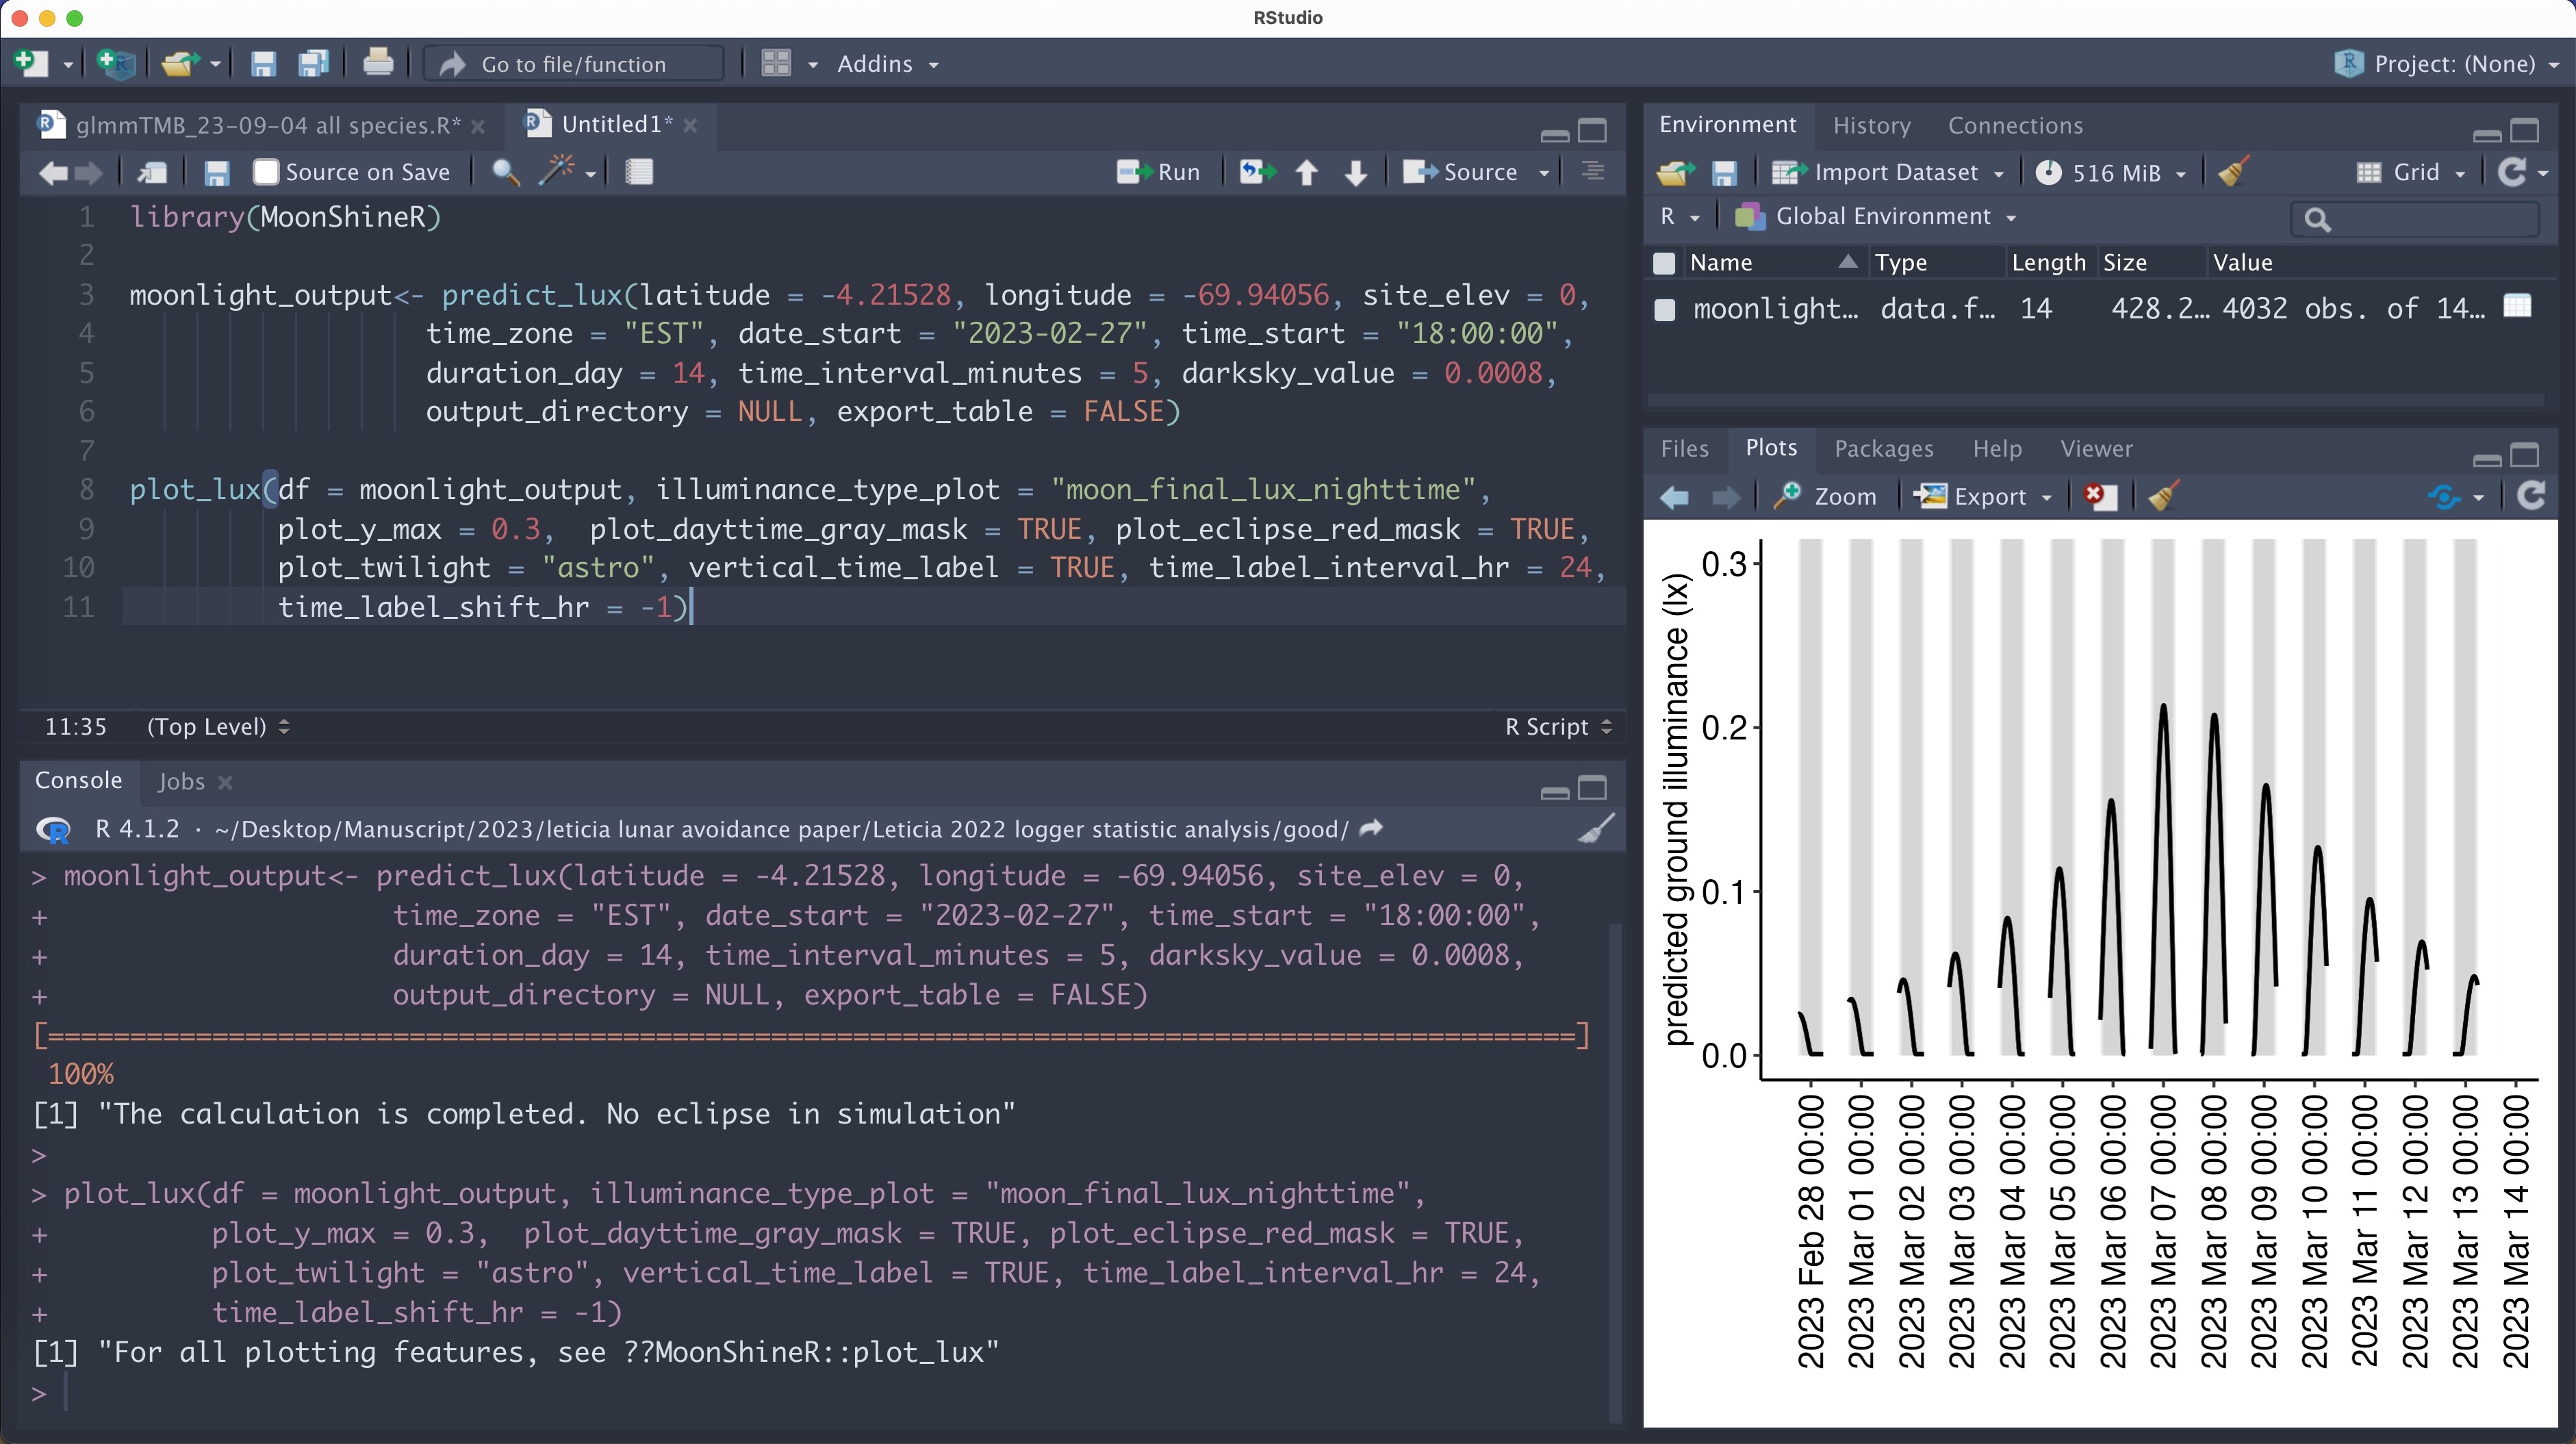 RStudio
Go to file/function
Addins
Project: (None)
glmmTMB_23-09-04 all species.R*
Untitled1*
Source on Save
Run
Source
1 library(MoonShineR)
2
3 moonlight_output<- predict_lux(latitude = -4.21528, longitude = -69.94056, site_elev = 0,
4 time_zone = "EST", date_start = "2023-02-27", time_start = "18:00:00",
5 duration_day = 14, time_interval_minutes = 5, darksky_value = 0.0008,
6 output_directory = NULL, export_table = FALSE)
7
8 plot_lux(df = moonlight_output, illuminance_type_plot = "moon_final_lux_nighttime",
9 plot_y_max = 0.3,  plot_dayttime_gray_mask = TRUE, plot_eclipse_red_mask = TRUE,
10 plot_twilight = "astro", vertical_time_label = TRUE, time_label_interval_hr = 24,
11 time_label_shift_hr = -1)
11:35 (Top Level)
R Script
Console
Jobs
R 4.1.2 · ~/Desktop/Manuscript/2023/leticia lunar avoidance paper/Leticia 2022 logger statistic analysis/good/
> moonlight_output<- predict_lux(latitude = -4.21528, longitude = -69.94056, site_elev = 0,
+ time_zone = "EST", date_start = "2023-02-27", time_start = "18:00:00",
+ duration_day = 14, time_interval_minutes = 5, darksky_value = 0.0008,
+ output_directory = NULL, export_table = FALSE)
[=============================================================================================]
100%
[1] "The calculation is completed. No eclipse in simulation"
>
> plot_lux(df = moonlight_output, illuminance_type_plot = "moon_final_lux_nighttime",
+ plot_y_max = 0.3,  plot_dayttime_gray_mask = TRUE, plot_eclipse_red_mask = TRUE,
+ plot_twilight = "astro", vertical_time_label = TRUE, time_label_interval_hr = 24,
+ time_label_shift_hr = -1)
[1] "For all plotting features, see ??MoonShineR::plot_lux"
>
Environment
History
Connections
Import Dataset
516 MiB
Grid
R
Global Environment
Name Type Length Size Value
moonlight… data.f… 14 428.2… 4032 obs. of 14…
Files
Plots
Packages
Help
Viewer
Zoom
Export
predicted ground illuminance (lx)
0.3
0.2
0.1
0.0
2023 Feb 28 00:00
2023 Mar 01 00:00
2023 Mar 02 00:00
2023 Mar 03 00:00
2023 Mar 04 00:00
2023 Mar 05 00:00
2023 Mar 06 00:00
2023 Mar 07 00:00
2023 Mar 08 00:00
2023 Mar 09 00:00
2023 Mar 10 00:00
2023 Mar 11 00:00
2023 Mar 12 00:00
2023 Mar 13 00:00
2023 Mar 14 00:00